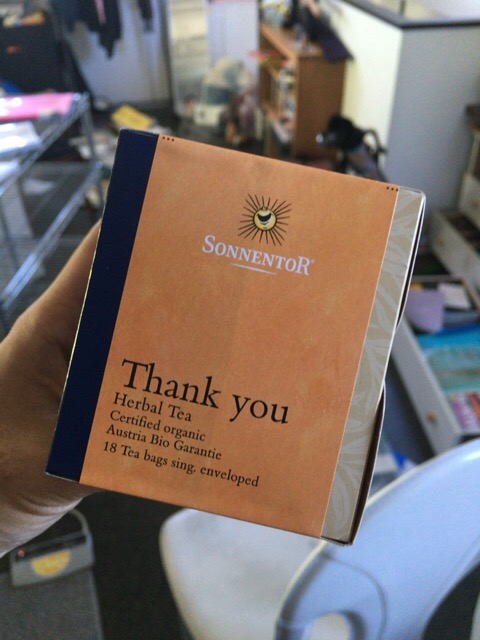 SONNENTOR®
Thank you
Herbal Tea
Certified organic
Austria Bio Garantie
18 Tea bags sing. enveloped